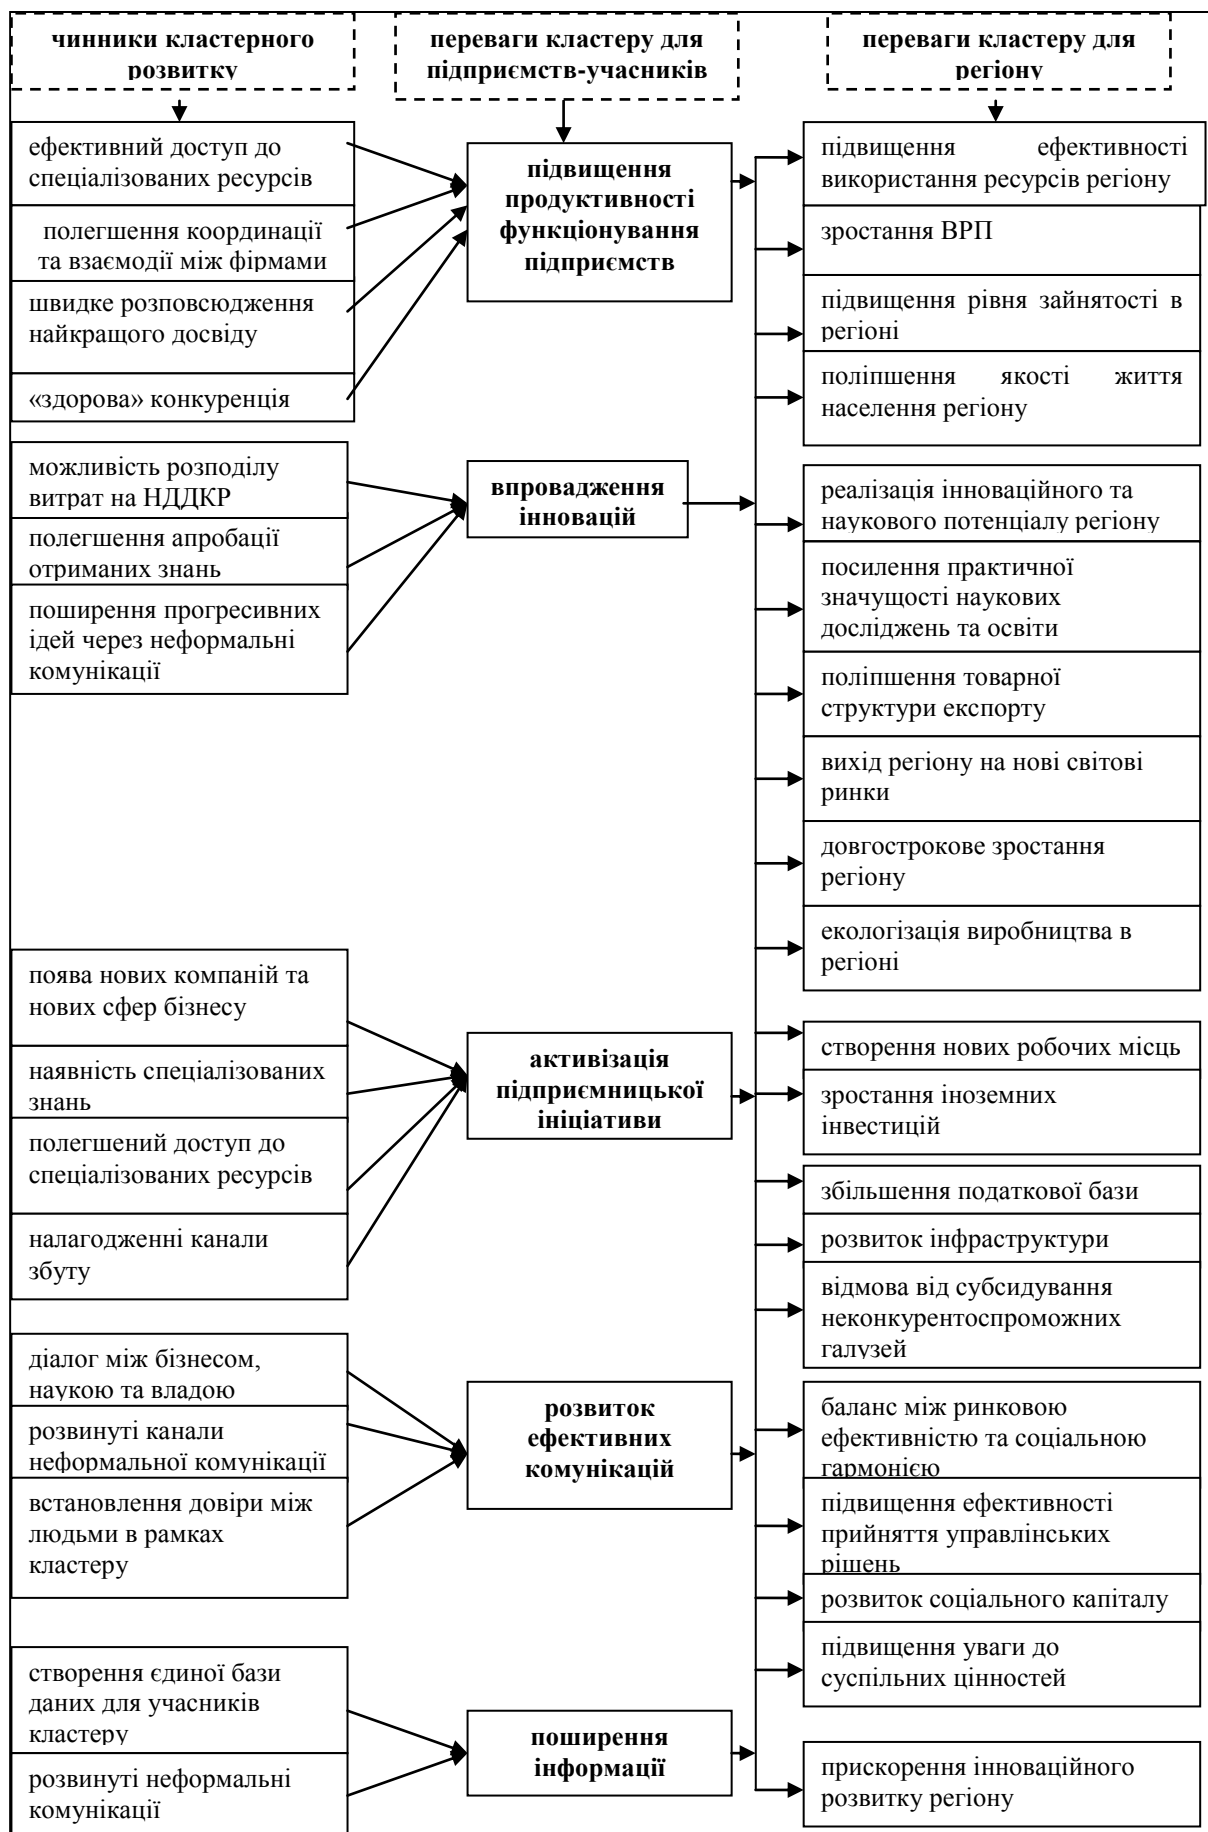 чинники кластерного
розвитку
переваги кластеру для
підприємств-учасників
переваги кластеру для
регіону
ефективний доступ до
спеціалізованих ресурсів
полегшення координації
та взаємодії між фірмами
швидке розповсюдження
найкращого досвіду
«здорова» конкуренція
підвищення
продуктивності
функціонування
підприємств
підвищення ефективності
використання ресурсів регіону
зростання ВРП
підвищення рівня зайнятості в
регіоні
поліпшення якості життя
населення регіону
можливість розподілу
витрат на НДДКР
полегшення апробації
отриманих знань
поширення прогресивних
ідей через неформальні
комунікації
впровадження
інновацій
реалізація інноваційного та
наукового потенціалу регіону
посилення практичної
значущості наукових
досліджень та освіти
поліпшення товарної
структури експорту
вихід регіону на нові світові
ринки
довгострокове зростання
регіону
екологізація виробництва в
регіоні
поява нових компаній та
нових сфер бізнесу
наявність спеціалізованих
знань
полегшений доступ до
спеціалізованих ресурсів
налагодженні канали
збуту
активізація
підприємницької
ініціативи
створення нових робочих місць
зростання іноземних
інвестицій
збільшення податкової бази
розвиток інфраструктури
відмова від субсидування
неконкурентоспроможних
галузей
діалог між бізнесом,
наукою та владою
розвинуті канали
неформальної комунікації
встановлення довіри між
людьми в рамках
кластеру
розвиток
ефективних
комунікацій
баланс між ринковою
ефективністю та соціальною
гармонією
підвищення ефективності
прийняття управлінських
рішень
розвиток соціального капіталу
підвищення уваги до
суспільних цінностей
створення єдиної бази
даних для учасників
кластеру
розвинуті неформальні
комунікації
поширення
інформації
прискорення інноваційного
розвитку регіону